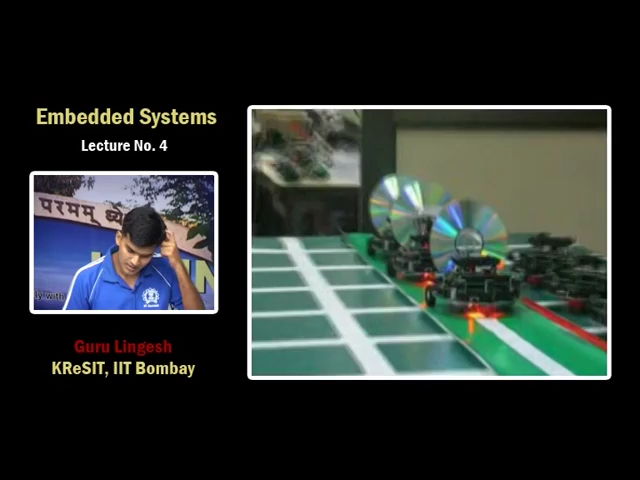 Embedded Systems
Lecture No. 4
परमम् ध्ये
Guru Lingesh
KReSIT, IIT Bombay